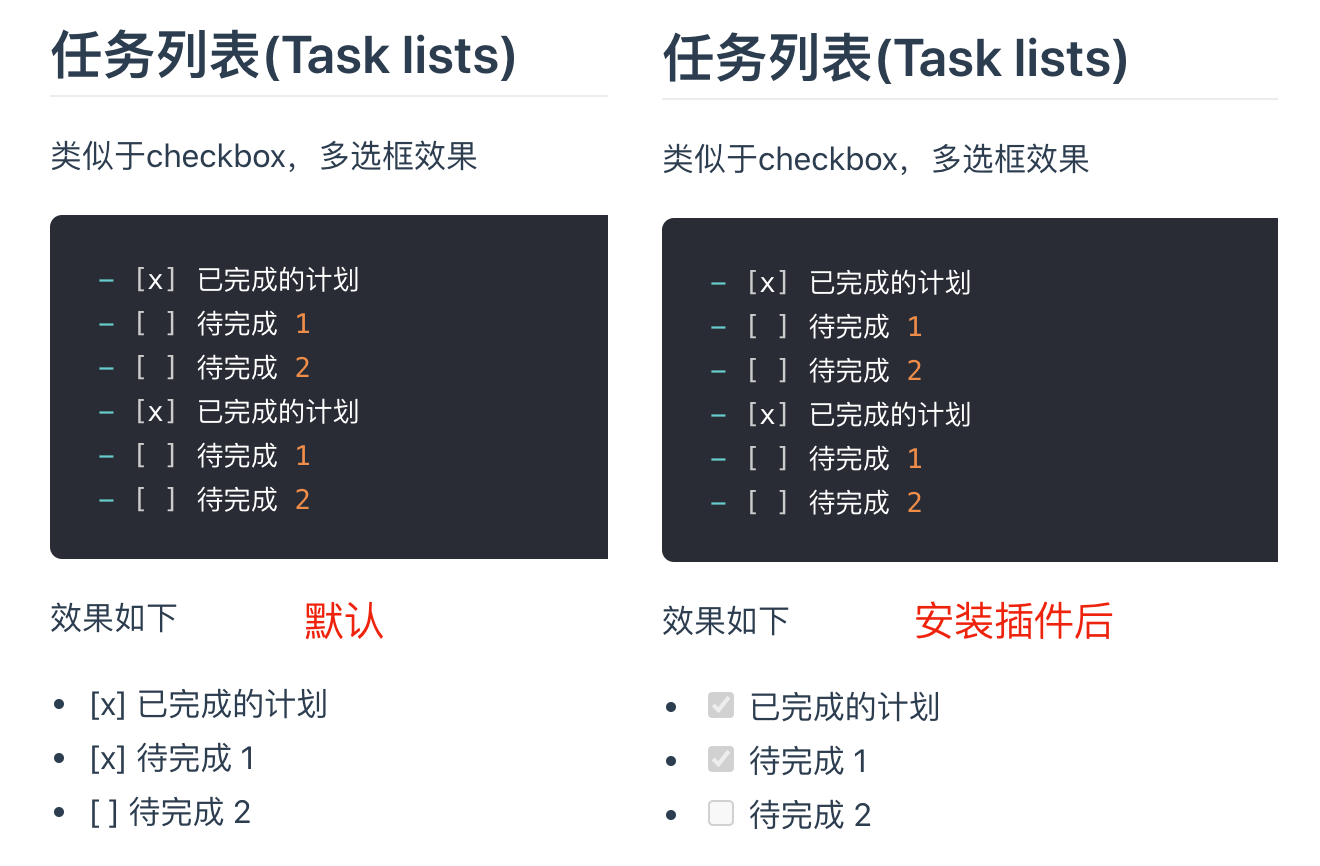 任务列表(Task lists)
类似于checkbox，多选框效果
- [x] 已完成的计划
- [ ] 待完成 1
- [ ] 待完成 2
- [x] 已完成的计划
- [ ] 待完成 1
- [ ] 待完成 2
效果如下
默认
• [x] 已完成的计划
• [x] 待完成 1
• [ ] 待完成 2
任务列表(Task lists)
类似于checkbox，多选框效果
- [x] 已完成的计划
- [ ] 待完成 1
- [ ] 待完成 2
- [x] 已完成的计划
- [ ] 待完成 1
- [ ] 待完成 2
效果如下
安装插件后
• 已完成的计划
• 待完成 1
• 待完成 2